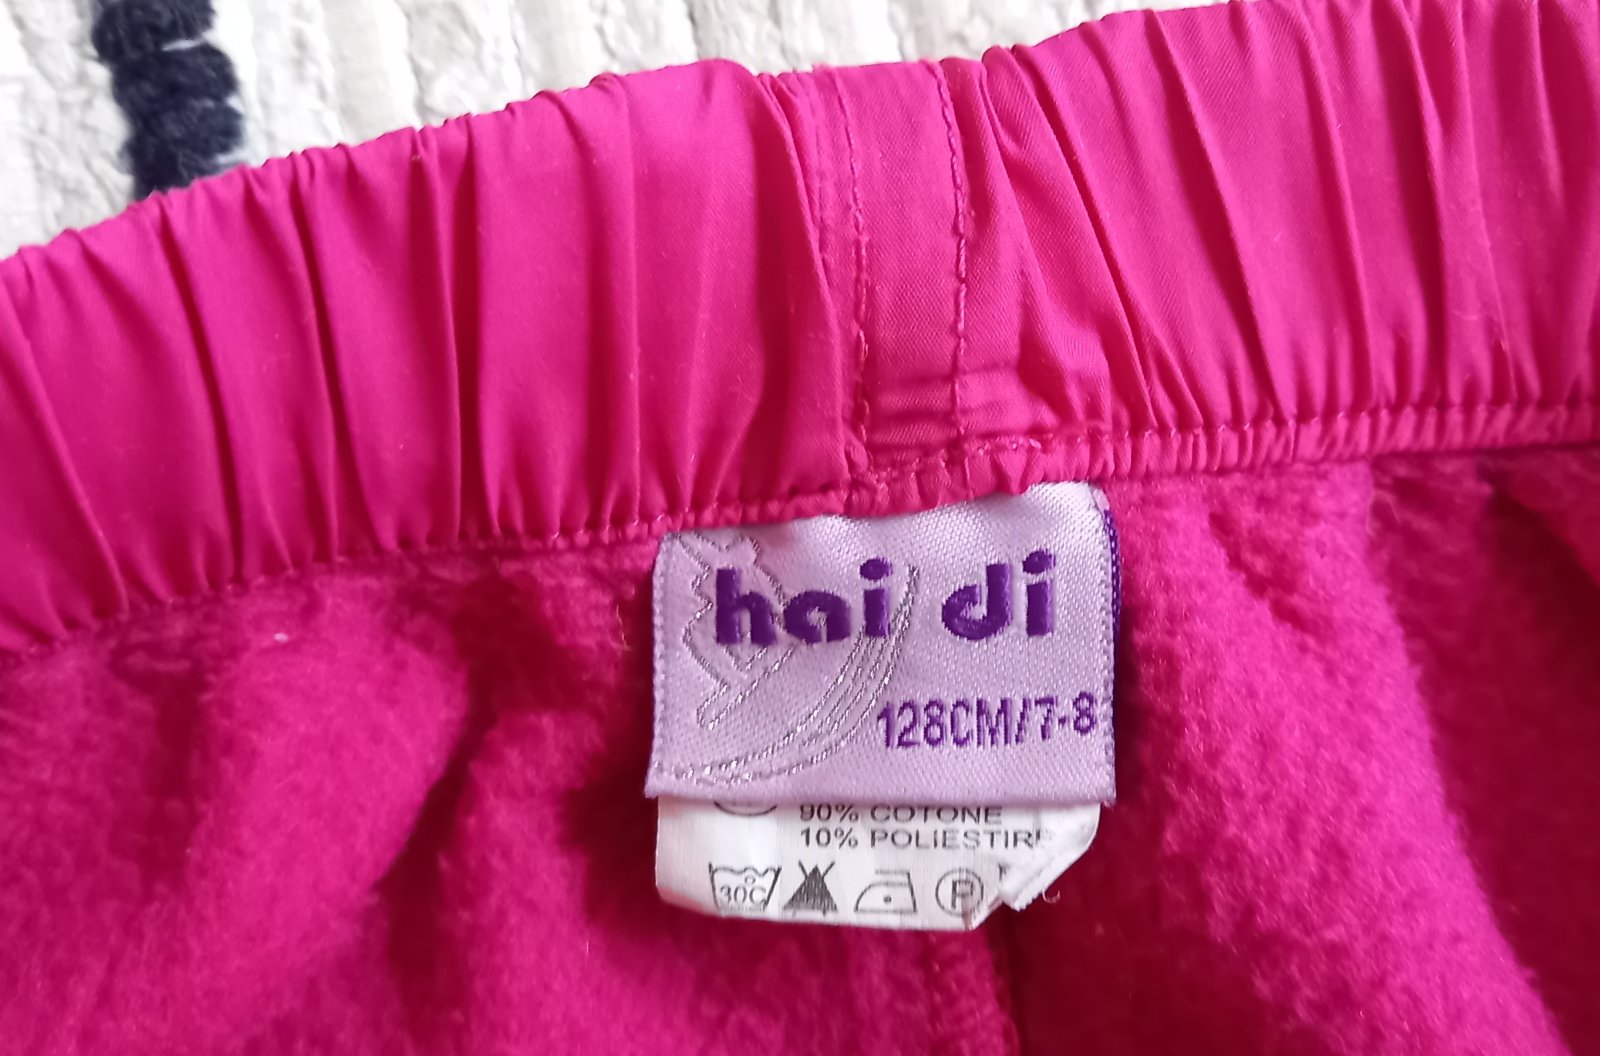 hai di
128CM/7-8
90% COTONE
10% POLIESTIRE
30C
P